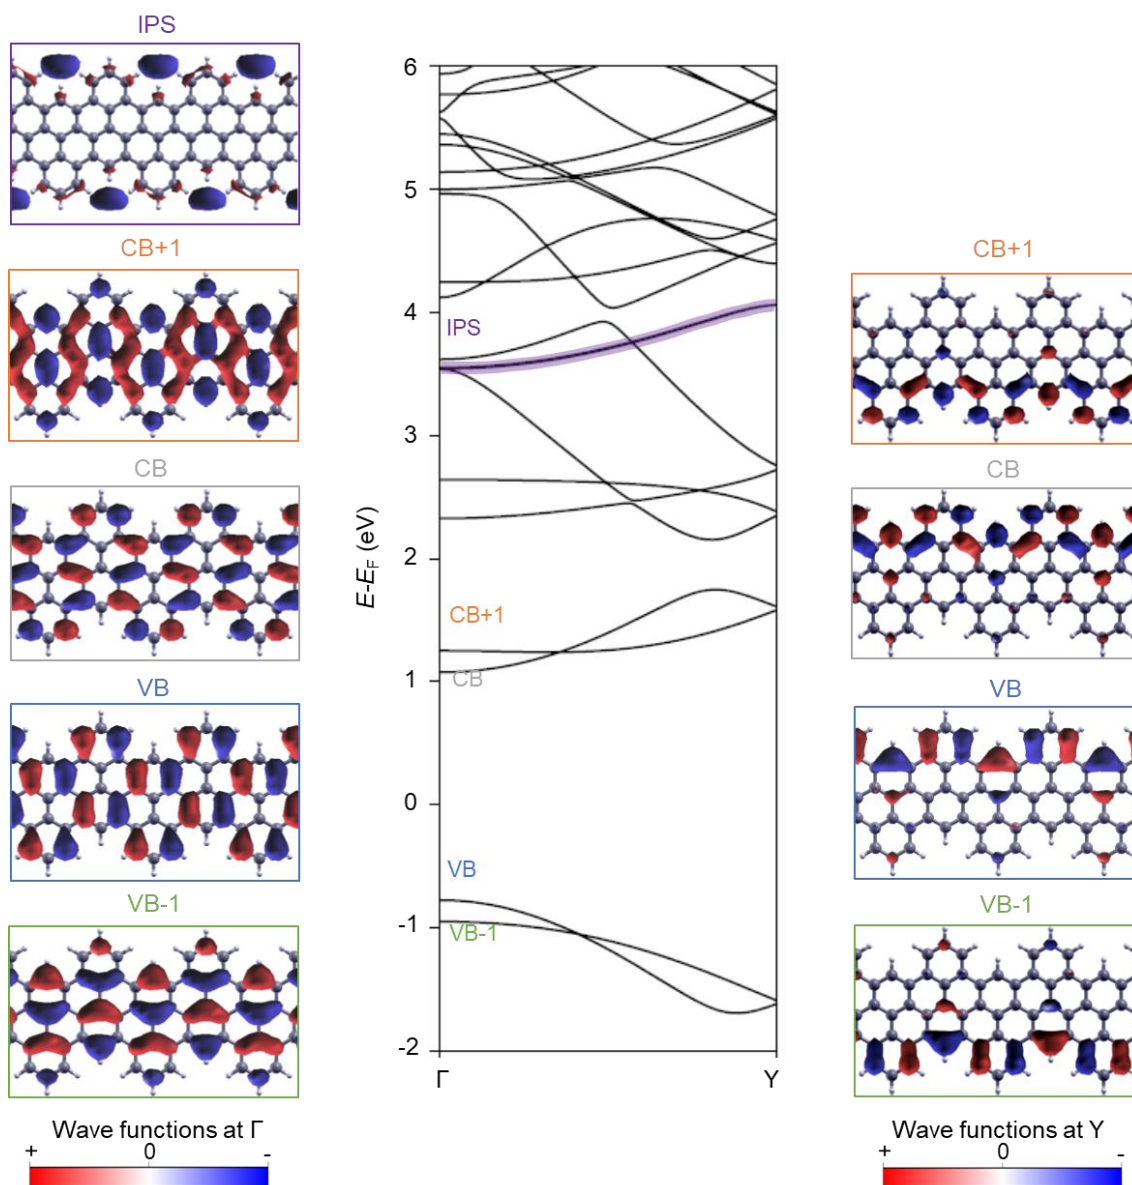 IPS
CB+1
CB
VB
VB-1
Wave functions at Γ
+ 0 -
E-E_F (eV)
6
5
4
3
2
1
0
-1
-2
IPS
CB+1
CB
VB
VB-1
Γ Y
CB+1
CB
VB
VB-1
Wave functions at Y
+ 0 -